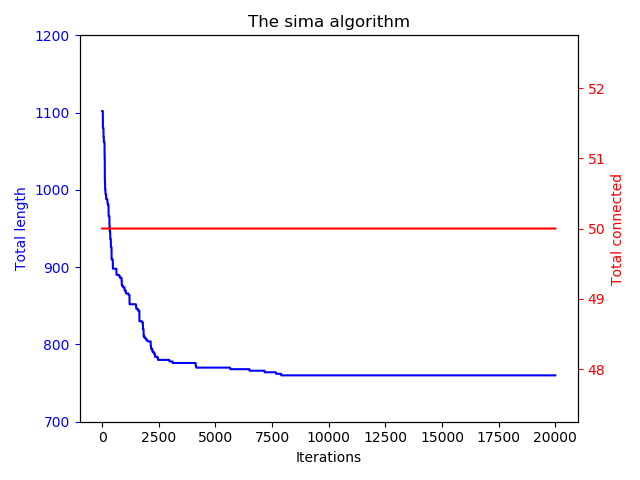 The sima algorithm
1200
1100
1000
900
800
700
Total length
52
51
50
49
48
Total connected
0 2500 5000 7500 10000 12500 15000 17500 20000
Iterations